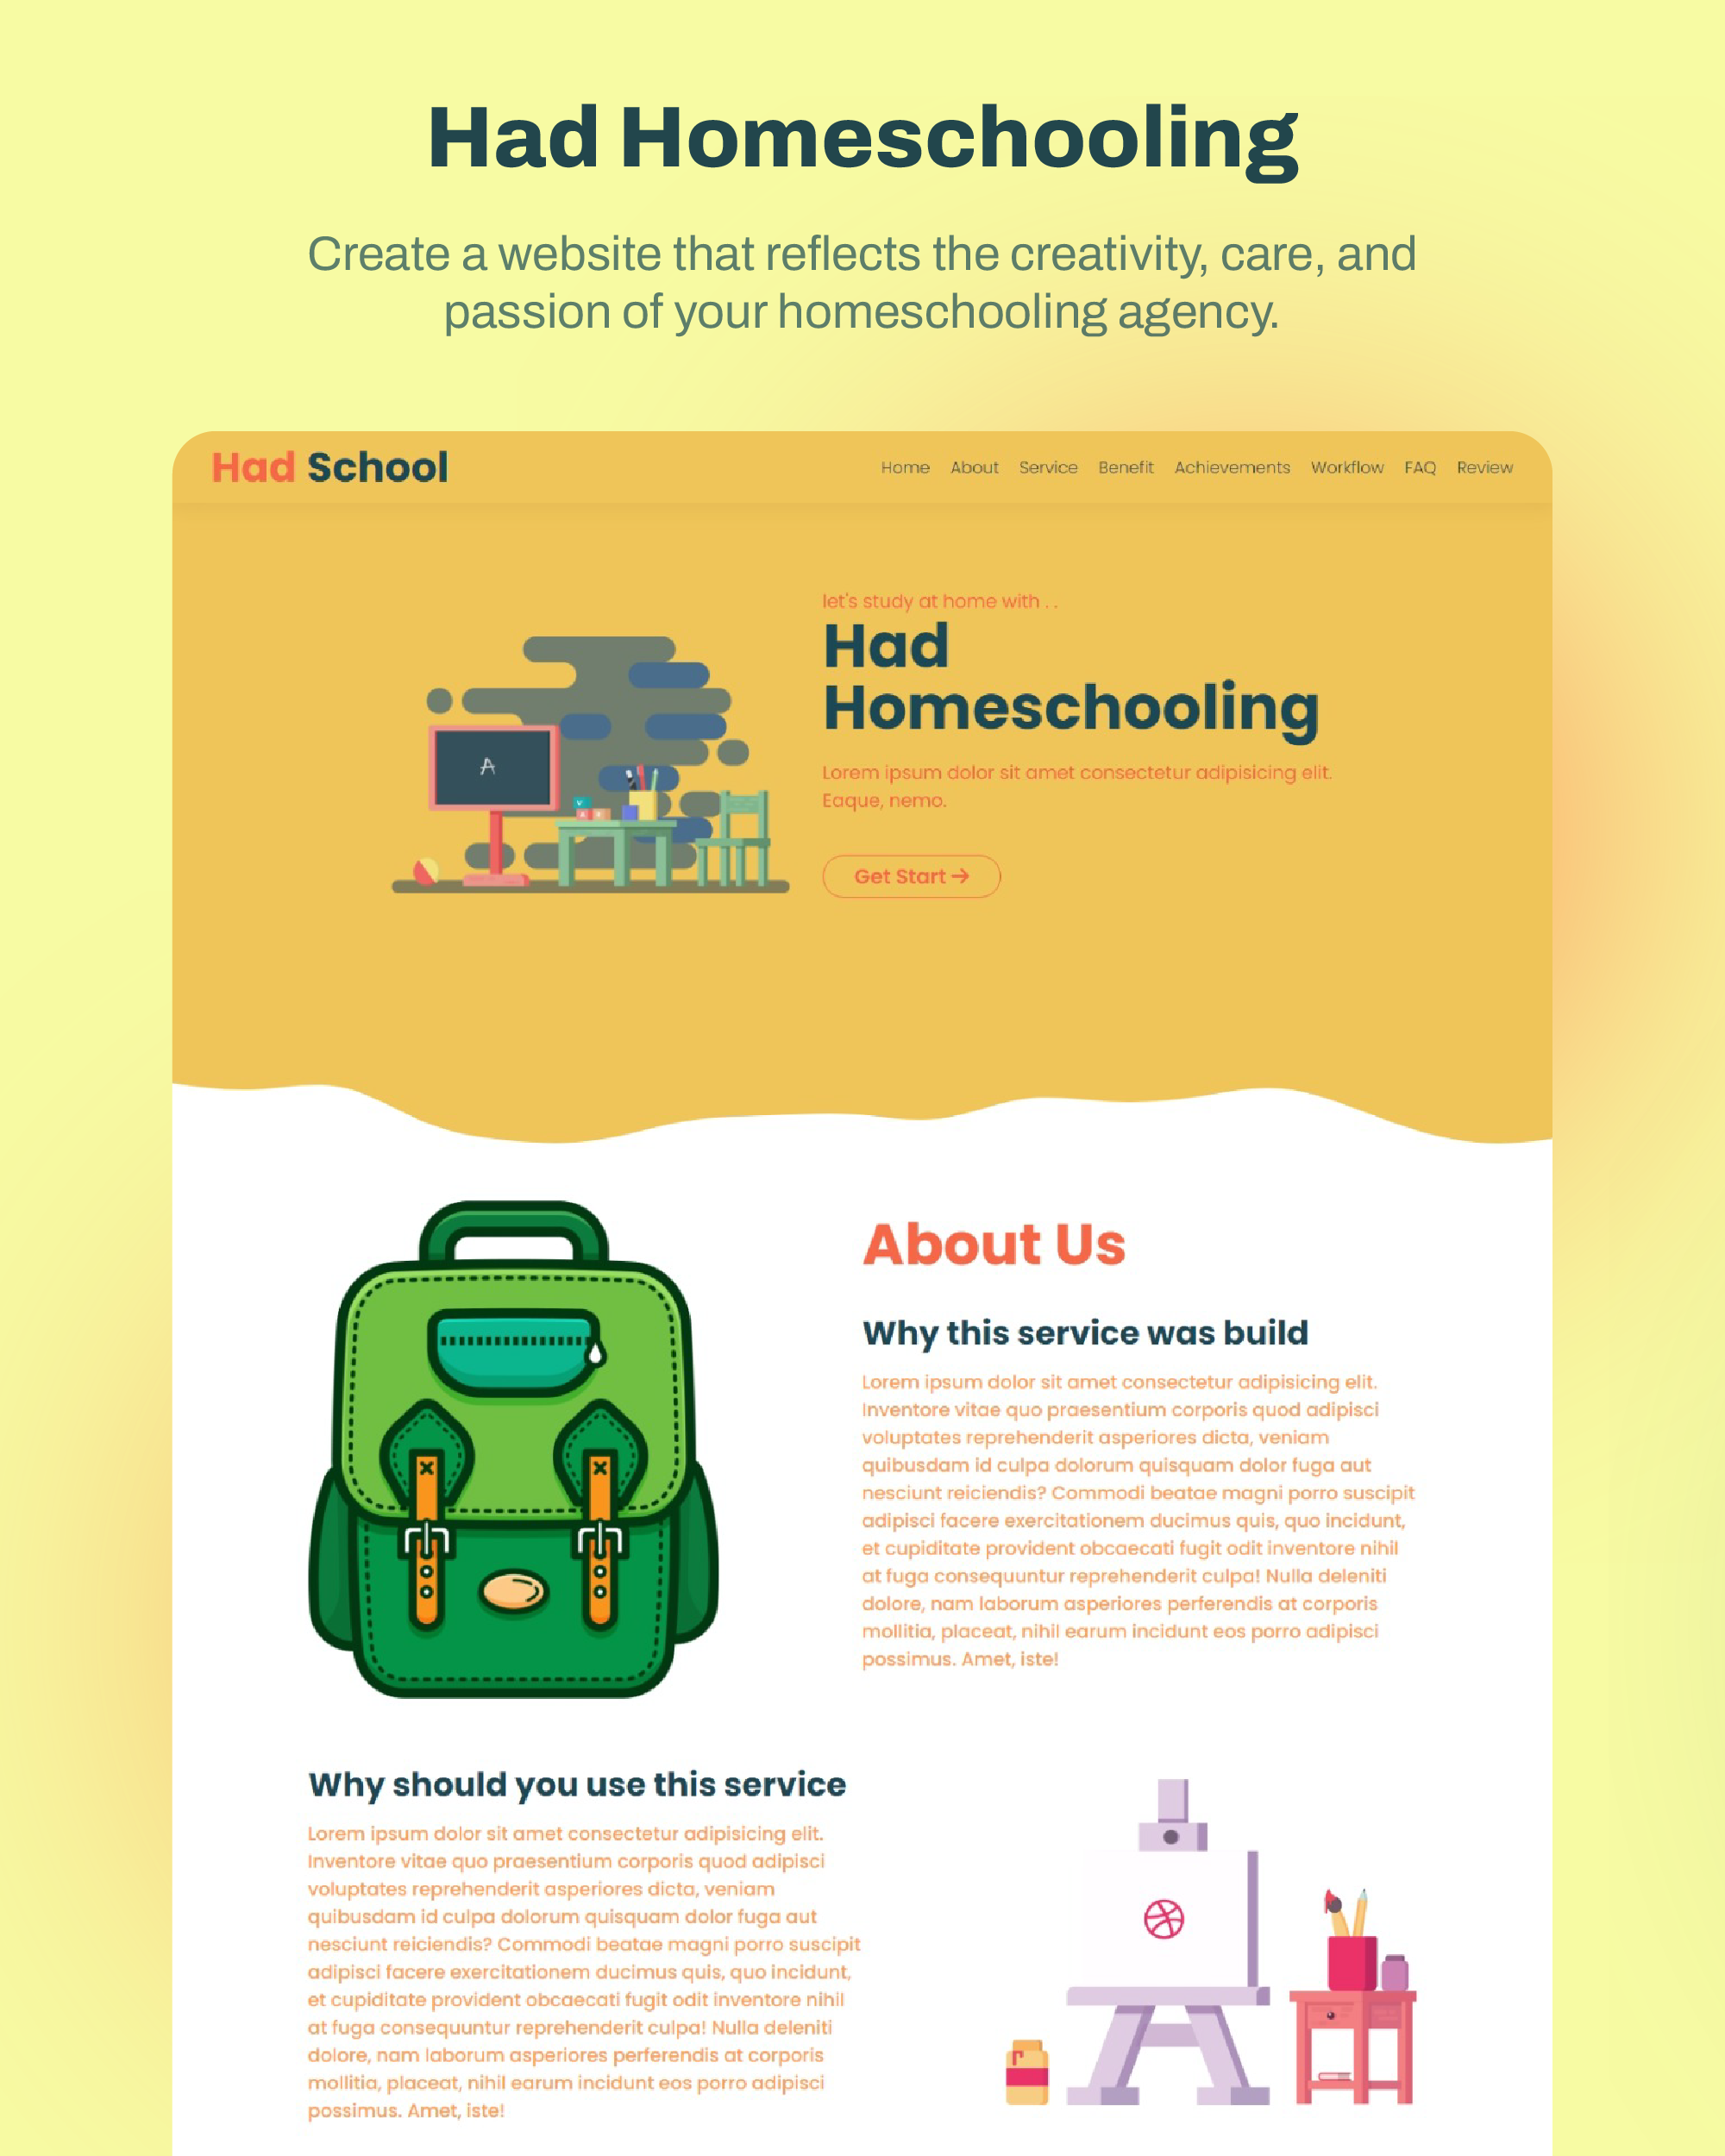 Had Homeschooling
Create a website that reflects the creativity, care, and
passion of your homeschooling agency.
Had School
Home About Service Benefit Achievements Workflow FAQ Review
let's study at home with . .
Had
Homeschooling
Lorem ipsum dolor sit amet consectetur adipisicing elit.
Eaque, nemo.
Get Start →
A
About Us
Why this service was build
Lorem ipsum dolor sit amet consectetur adipisicing elit.
Inventore vitae quo praesentium corporis quod adipisci
voluptates reprehenderit asperiores dicta, veniam
quibusdam id culpa dolorum quisquam dolor fuga aut
nesciunt reiciendis? Commodi beatae magni porro suscipit
adipisci facere exercitationem ducimus quis, quo incidunt,
et cupiditate provident obcaecati fugit odit inventore nihil
at fuga consequuntur reprehenderit culpa! Nulla deleniti
dolore, nam laborum asperiores perferendis at corporis
mollitia, placeat, nihil earum incidunt eos porro adipisci
possimus. Amet, iste!
Why should you use this service
Lorem ipsum dolor sit amet consectetur adipisicing elit.
Inventore vitae quo praesentium corporis quod adipisci
voluptates reprehenderit asperiores dicta, veniam
quibusdam id culpa dolorum quisquam dolor fuga aut
nesciunt reiciendis? Commodi beatae magni porro suscipit
adipisci facere exercitationem ducimus quis, quo incidunt,
et cupiditate provident obcaecati fugit odit inventore nihil
at fuga consequuntur reprehenderit culpa! Nulla deleniti
dolore, nam laborum asperiores perferendis at corporis
mollitia, placeat, nihil earum incidunt eos porro adipisci
possimus. Amet, iste!